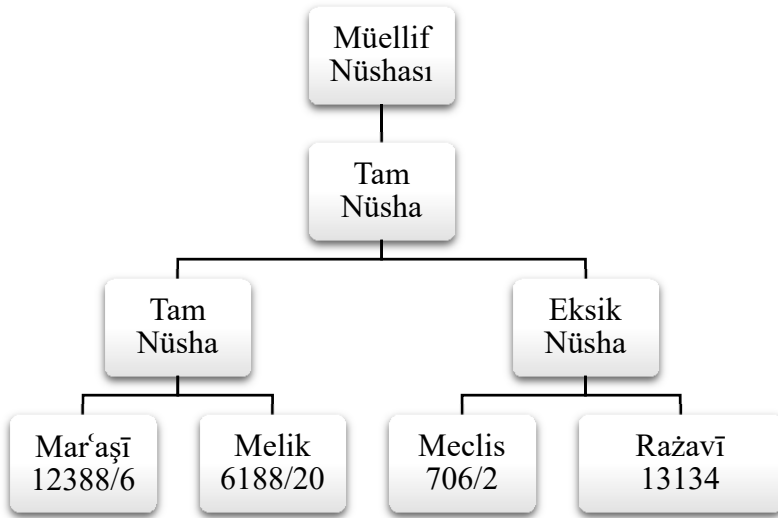 Müellif
Nüshası
Tam
Nüsha
Tam
Nüsha
Eksik
Nüsha
Marʿaşī
12388/6
Melik
6188/20
Meclis
706/2
Rażavī
13134